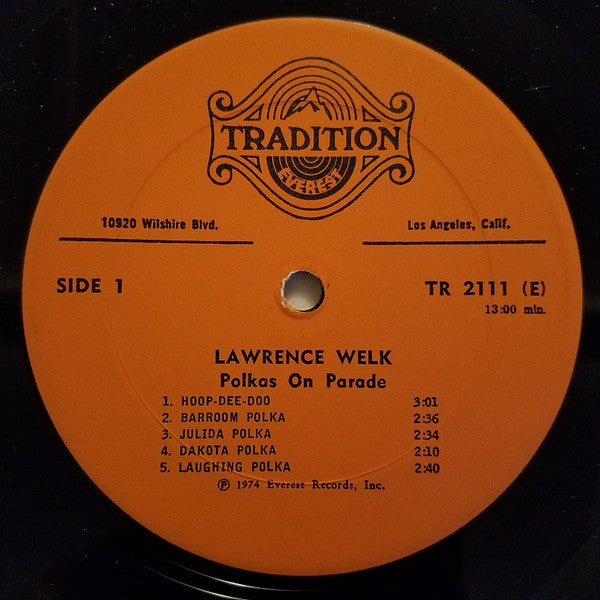 TRADITION
EVEREST
10920 Wilshire Blvd.
Los Angeles, Calif.
SIDE 1
TR 2111 (E)
13:00 min.
LAWRENCE WELK
Polkas On Parade
1. HOOP-DEE-DOO 3:01
2. BARROOM POLKA 2:36
3. JULIDA POLKA 2:34
4. DAKOTA POLKA 2:10
5. LAUGHING POLKA 2:40
℗ 1974 Everest Records, Inc.